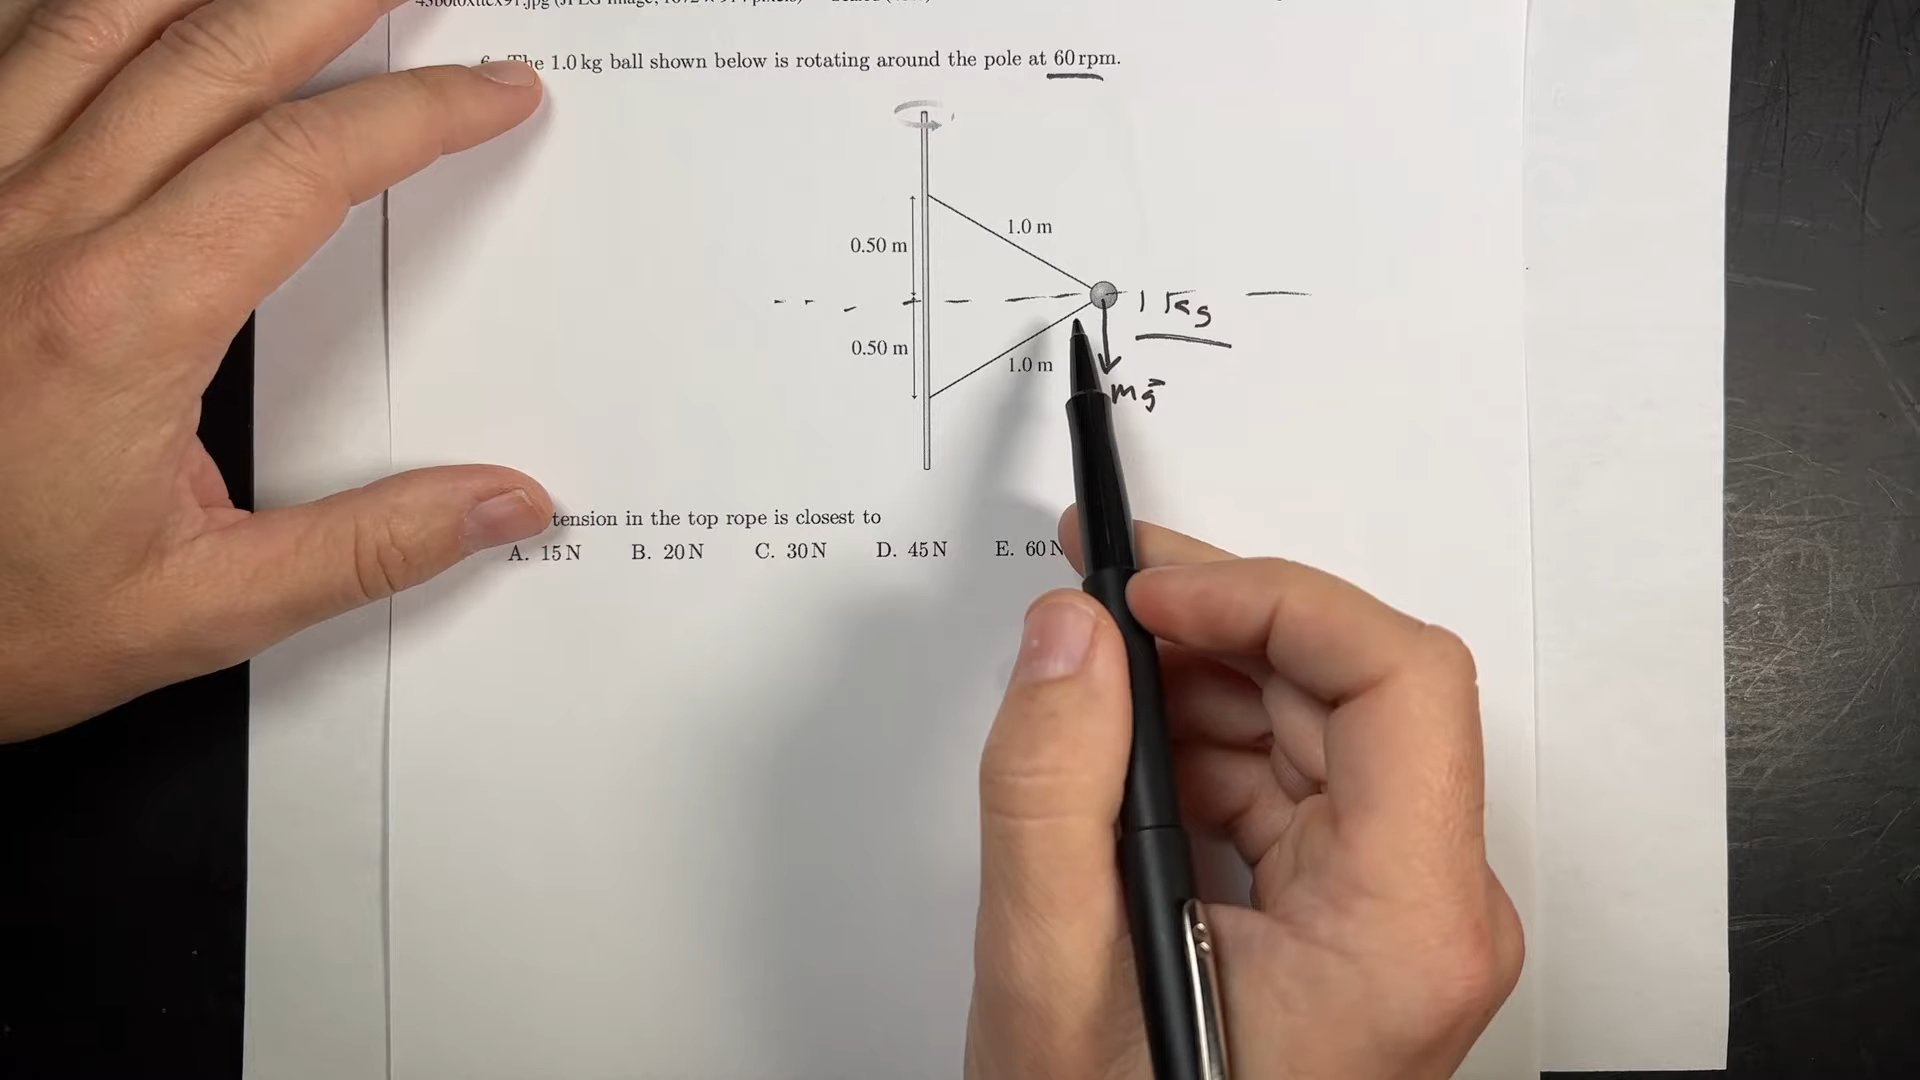 The 1.0 kg ball shown below is rotating around the pole at 60 rpm.
1.0 m
0.50 m
1 kg
0.50 m
1.0 m
mg⃗
tension in the top rope is closest to
A. 15 N B. 20 N C. 30 N D. 45 N E. 60 N